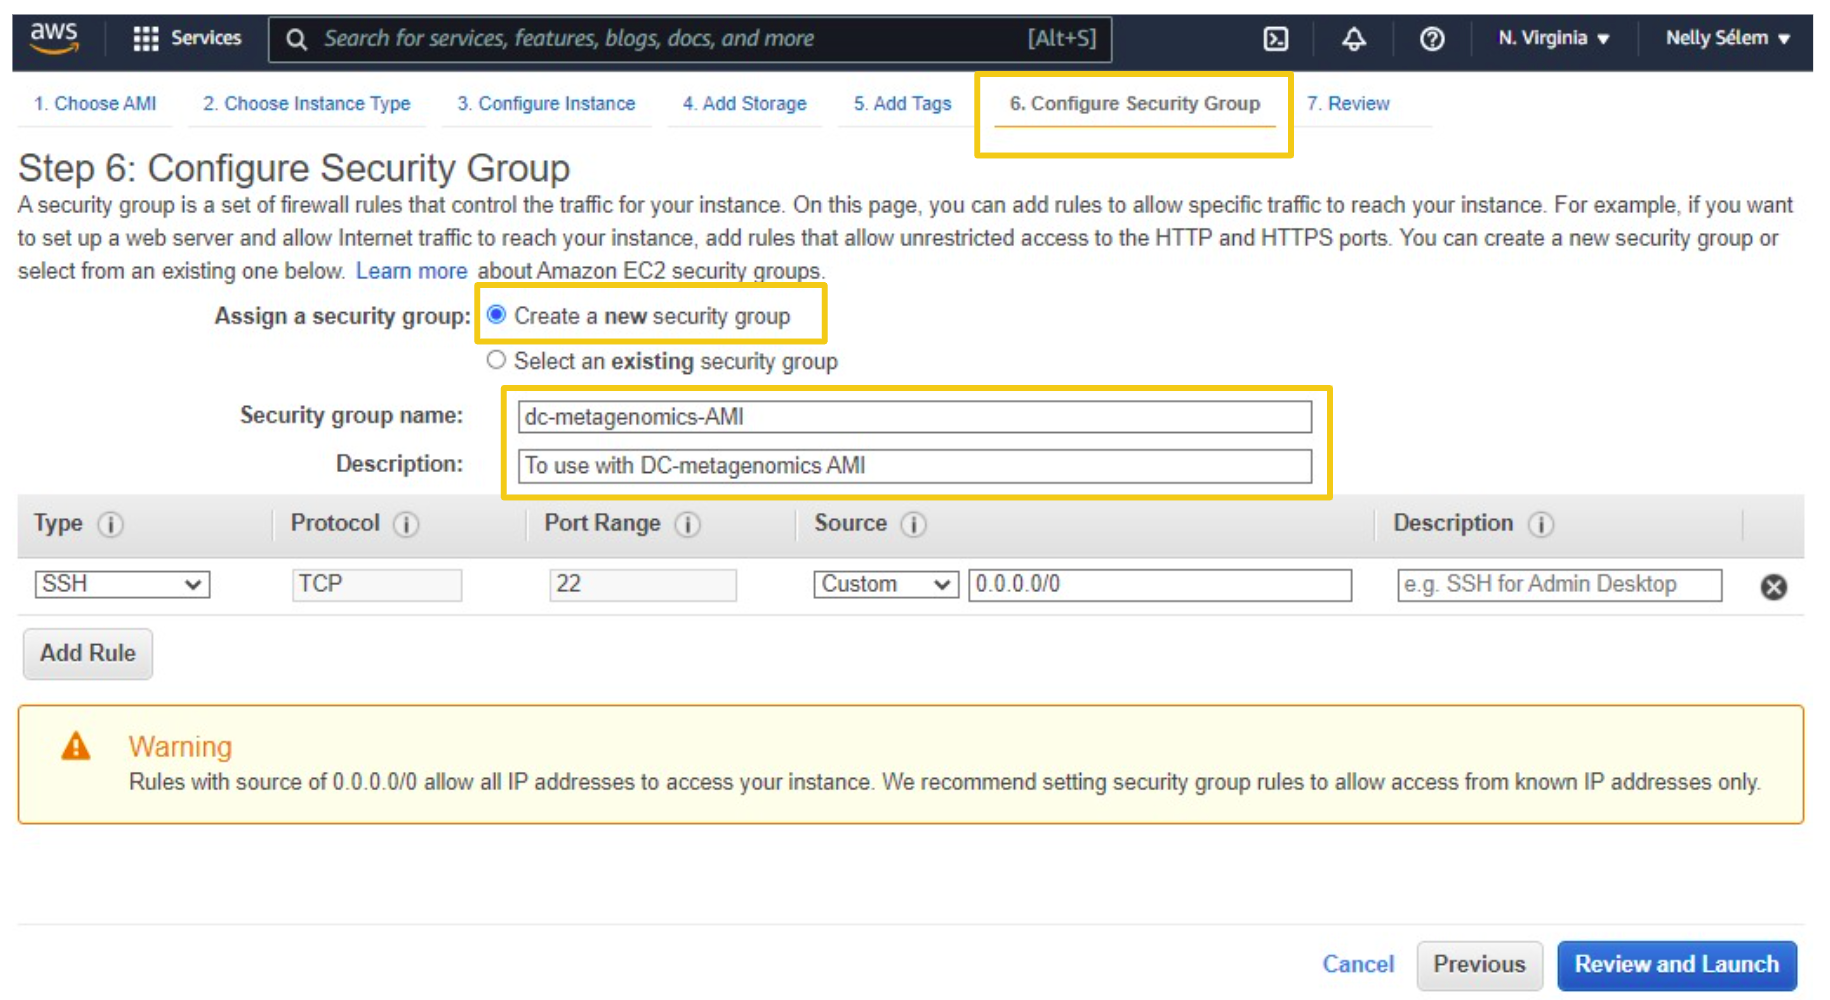 aws Services Search for services, features, blogs, docs, and more [Alt+S] N. Virginia Nelly Sélem
1. Choose AMI 2. Choose Instance Type 3. Configure Instance 4. Add Storage 5. Add Tags 6. Configure Security Group 7. Review
Step 6: Configure Security Group
A security group is a set of firewall rules that control the traffic for your instance. On this page, you can add rules to allow specific traffic to reach your instance. For example, if you want
to set up a web server and allow Internet traffic to reach your instance, add rules that allow unrestricted access to the HTTP and HTTPS ports. You can create a new security group or
select from an existing one below. Learn more about Amazon EC2 security groups.
Assign a security group: Create a new security group
Select an existing security group
Security group name: dc-metagenomics-AMI
Description: To use with DC-metagenomics AMI
Type i Protocol i Port Range i Source i Description i
SSH TCP 22 Custom 0.0.0.0/0 e.g. SSH for Admin Desktop
Add Rule
Warning
Rules with source of 0.0.0.0/0 allow all IP addresses to access your instance. We recommend setting security group rules to allow access from known IP addresses only.
Cancel Previous Review and Launch